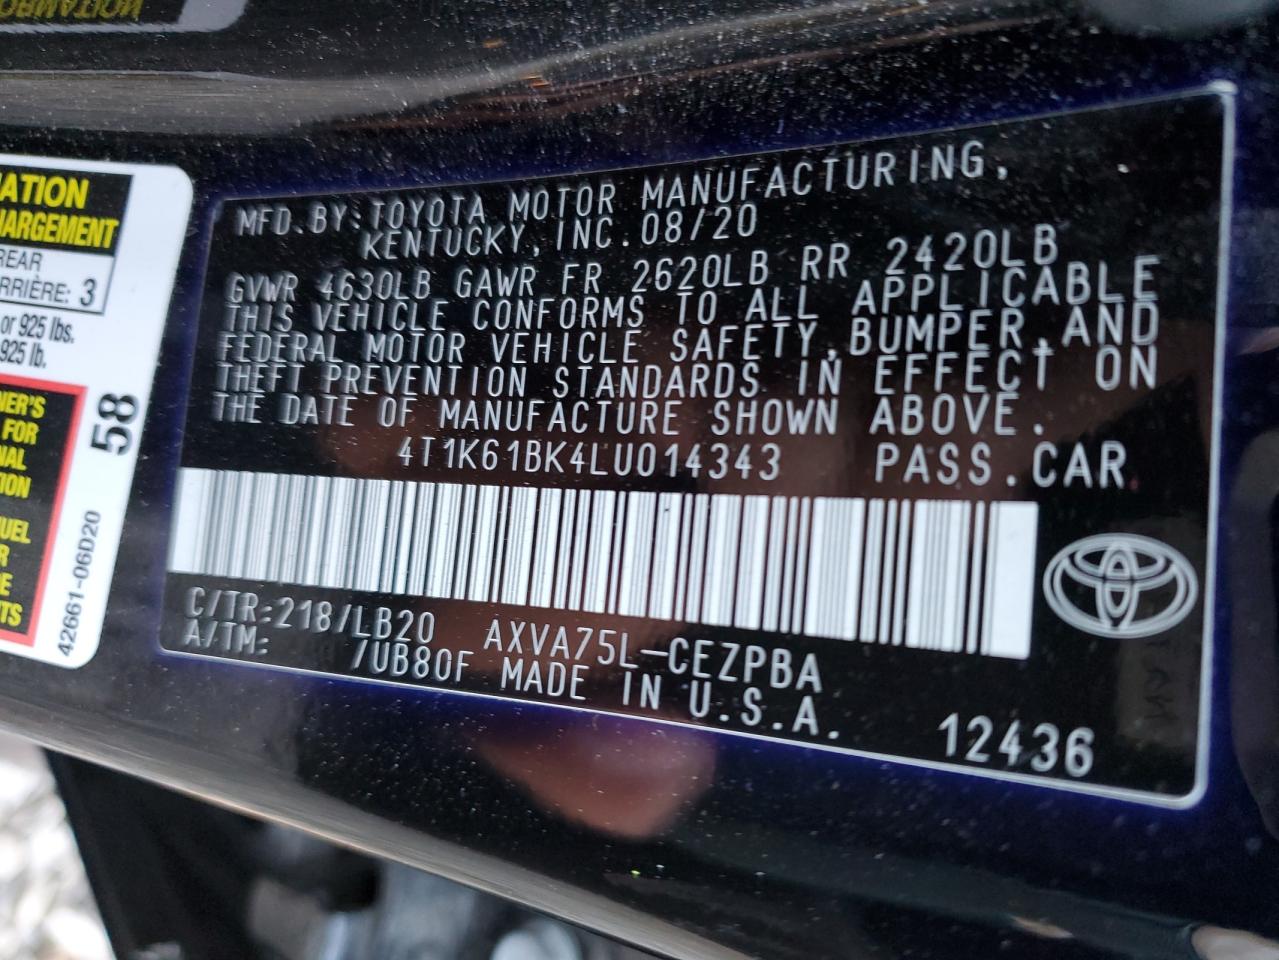 MFD.BY:TOYOTA MOTOR MANUFACTURING,
KENTUCKY, INC. 08/20
GVWR 4630LB GAWR FR 2620LB RR 2420LB
THIS VEHICLE CONFORMS TO ALL APPLICABLE
FEDERAL MOTOR VEHICLE SAFETY,BUMPER,AND
THEFT PREVENTION STANDARDS IN EFFECT ON
THE DATE OF MANUFACTURE SHOWN ABOVE.
4T1K61BK4LU014343 PASS.CAR
C/TR:218/LB20 AXVA75L-CEZPBA
A/TM: /UB80F MADE IN U.S.A.
12436
REAR
3
or 925 lbs.
925 lb.
58
42661-06D20
FOR